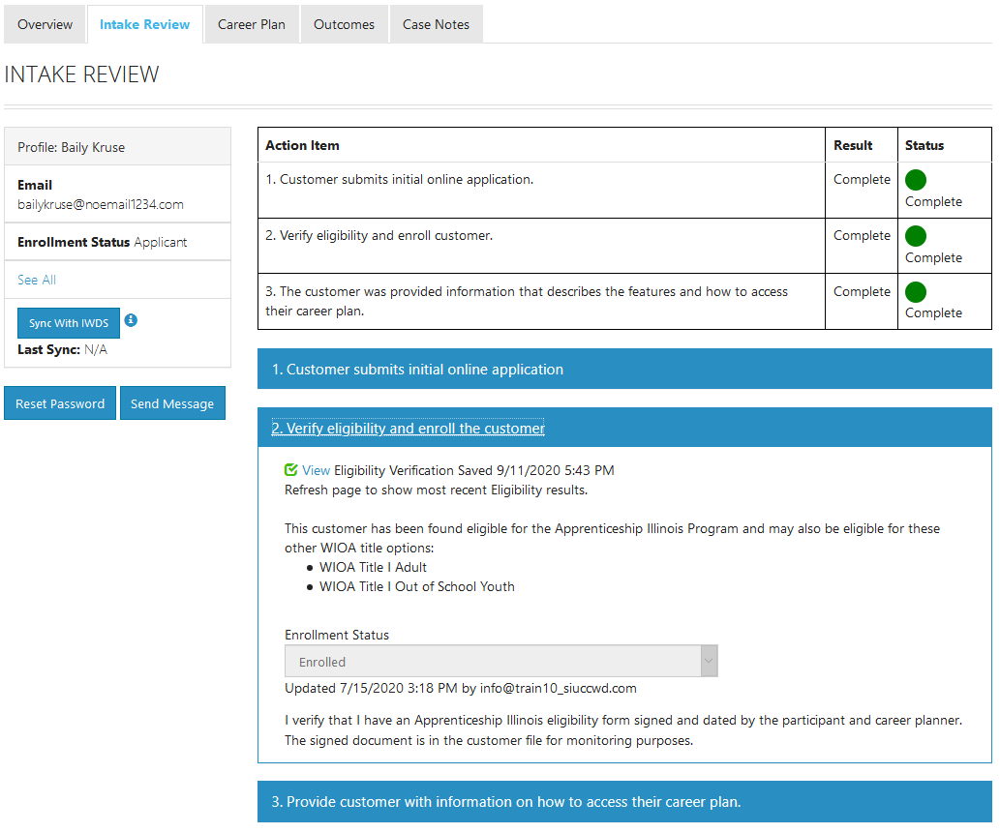 Overview
Intake Review
Career Plan
Outcomes
Case Notes
INTAKE REVIEW
Profile: Baily Kruse
Email
bailykruse@noemail1234.com
Enrollment Status Applicant
See All
Sync With IWDS
Last Sync: N/A
Reset Password
Send Message
Action Item Result Status
1. Customer submits initial online application. Complete
Complete
2. Verify eligibility and enroll customer. Complete
Complete
3. The customer was provided information that describes the features and how to access Complete
their career plan.
Complete
1. Customer submits initial online application
2. Verify eligibility and enroll the customer
View Eligibility Verification Saved 9/11/2020 5:43 PM
Refresh page to show most recent Eligibility results.
This customer has been found eligible for the Apprenticeship Illinois Program and may also be eligible for these
other WIOA title options:
• WIOA Title I Adult
• WIOA Title I Out of School Youth
Enrollment Status
Enrolled
Updated 7/15/2020 3:18 PM by info@train10_siuccwd.com
I verify that I have an Apprenticeship Illinois eligibility form signed and dated by the participant and career planner.
The signed document is in the customer file for monitoring purposes.
3. Provide customer with information on how to access their career plan.